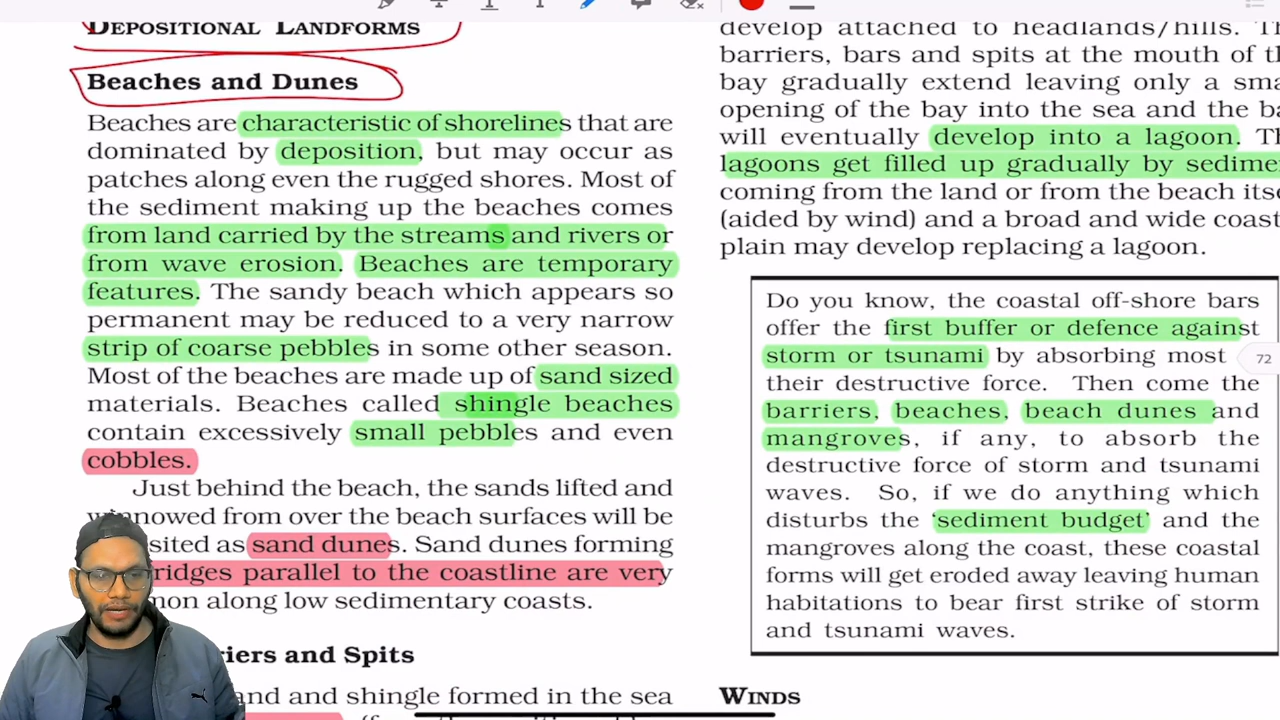 DEPOSITIONAL LANDFORMS
Beaches and Dunes
Beaches are characteristic of shorelines that are
dominated by deposition, but may occur as
patches along even the rugged shores. Most of
the sediment making up the beaches comes
from land carried by the streams and rivers or
from wave erosion. Beaches are temporary
features. The sandy beach which appears so
permanent may be reduced to a very narrow
strip of coarse pebbles in some other season.
Most of the beaches are made up of sand sized
materials. Beaches called shingle beaches
contain excessively small pebbles and even
cobbles.
Just behind the beach, the sands lifted and
winnowed from over the beach surfaces will be
sited as sand dunes. Sand dunes forming
ridges parallel to the coastline are very
mon along low sedimentary coasts.
riers and Spits
and and shingle formed in the sea
develop attached to headlands/hills. Th
barriers, bars and spits at the mouth of th
bay gradually extend leaving only a sma
opening of the bay into the sea and the ba
will eventually develop into a lagoon. Th
lagoons get filled up gradually by sedime
coming from the land or from the beach itse
(aided by wind) and a broad and wide coast
plain may develop replacing a lagoon.
Do you know, the coastal off-shore bars
offer the first buffer or defence against
storm or tsunami by absorbing most
their destructive force. Then come the
barriers, beaches, beach dunes and
mangroves, if any, to absorb the
destructive force of storm and tsunami
waves. So, if we do anything which
disturbs the 'sediment budget' and the
mangroves along the coast, these coastal
forms will get eroded away leaving human
habitations to bear first strike of storm
and tsunami waves.
72
WINDS